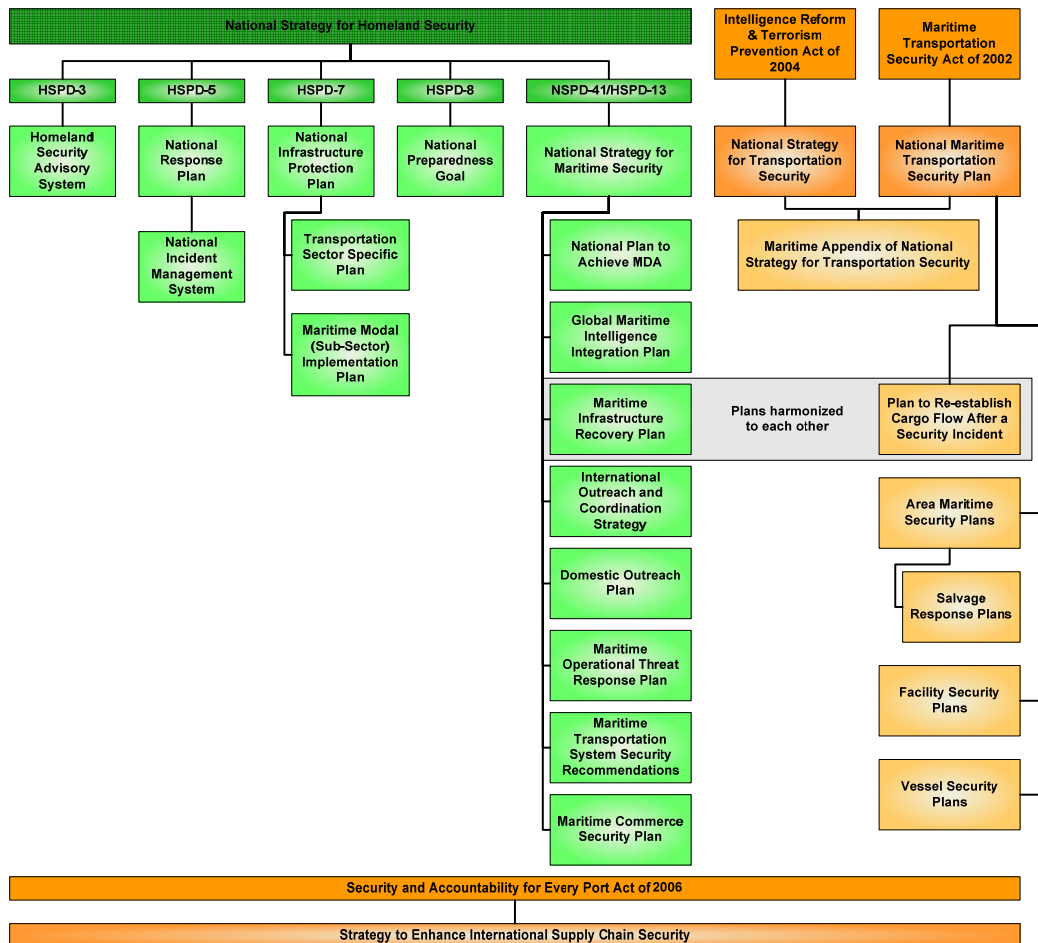 National Strategy for Homeland Security
Intelligence Reform
& Terrorism
Prevention Act of
2004
Maritime
Transportation
Security Act of 2002
HSPD-3
HSPD-5
HSPD-7
HSPD-8
NSPD-41/HSPD-13
Homeland
Security
Advisory
System
National
Response
Plan
National
Infrastructure
Protection
Plan
National
Preparedness
Goal
National Strategy for
Maritime Security
National Strategy
for Transportation
Security
National Maritime
Transportation
Security Plan
National
Incident
Management
System
Transportation
Sector Specific
Plan
Maritime Modal
(Sub-Sector)
Implementation
Plan
National Plan to
Achieve MDA
Maritime Appendix of National
Strategy for Transportation Security
Global Maritime
Intelligence
Integration Plan
Maritime
Infrastructure
Recovery Plan
Plans harmonized
to each other
Plan to Re-establish
Cargo Flow After a
Security Incident
International
Outreach and
Coordination
Strategy
Area Maritime
Security Plans
Domestic Outreach
Plan
Salvage
Response Plans
Maritime
Operational Threat
Response Plan
Facility Security
Plans
Maritime
Transportation
System Security
Recommendations
Vessel Security
Plans
Maritime Commerce
Security Plan
Security and Accountability for Every Port Act of 2006
Strategy to Enhance International Supply Chain Security